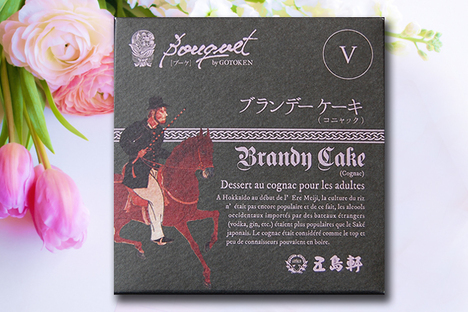 Bouquet
[ブーケ] by GOTOKEN
V
ブランデーケーキ
(コニャック)
Brandy Cake
(Cognac)
Dessert au cognac pour les adultes
A Hokkaido au début de l' Ere Meiji, la culture du riz
n' était pas encore populaire et de ce fait, les alcools
occidentaux importés par des bateaux étrangers
(vodka, gin, etc.) étaient plus populaires que le Saké
japonais. Le cognac était considéré comme le top et
peu de connaisseurs pouvaient en boire.
五島軒